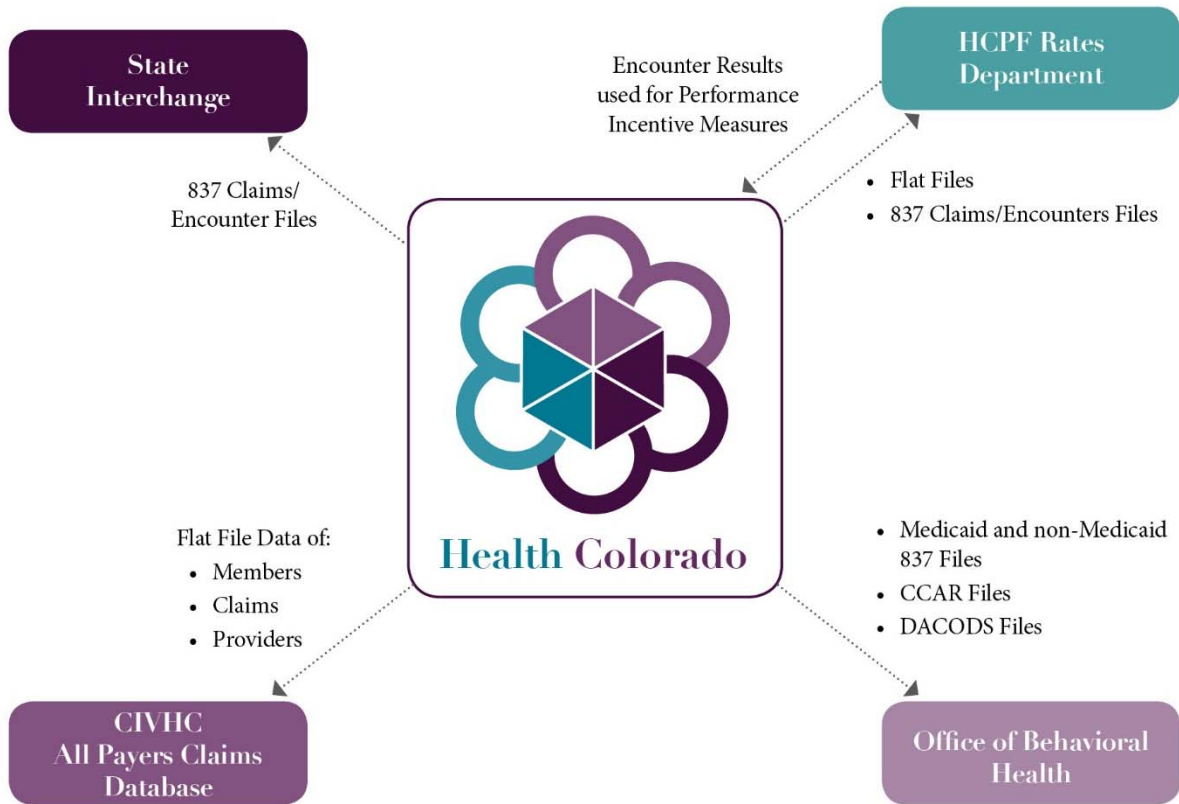 State
Interchange
HCPF Rates
Department
Encounter Results
used for Performance
Incentive Measures
837 Claims/
Encounter Files
• Flat Files
• 837 Claims/Encounters Files
Health Colorado
Flat File Data of:
• Members
• Claims
• Providers
• Medicaid and non-Medicaid
837 Files
• CCAR Files
• DACODS Files
CIVHC
All Payers Claims
Database
Office of Behavioral
Health